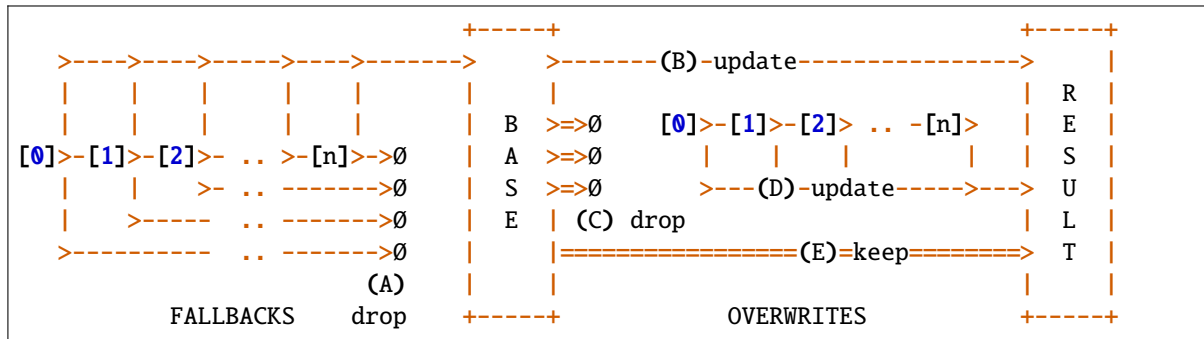 +-----+ +-----+
>---->---->----->---->-------> >-------(B)-update----------------> |
| | | | | | | | R |
| | | | | | B >=>Ø [0]>-[1]>-[2]> .. -[n]> | E |
[0]>-[1]>-[2]>- .. >-[n]->Ø | A >=>Ø | | | | | S |
| | >- .. ------->Ø | S >=>Ø >---(D)-update----->---> U |
| >----- .. ------->Ø | E | (C) drop | L |
>----------- .. ------->Ø | |=================(E)=keep========> T |
(A) | | | |
FALLBACKS drop +-----+ OVERWRITES +-----+